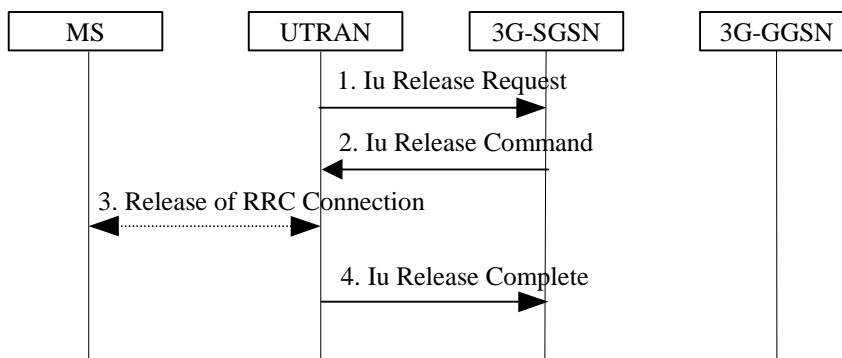 MS
UTRAN
3G-SGSN
3G-GGSN
1. Iu Release Request
2. Iu Release Command
3. Release of RRC Connection
4. Iu Release Complete